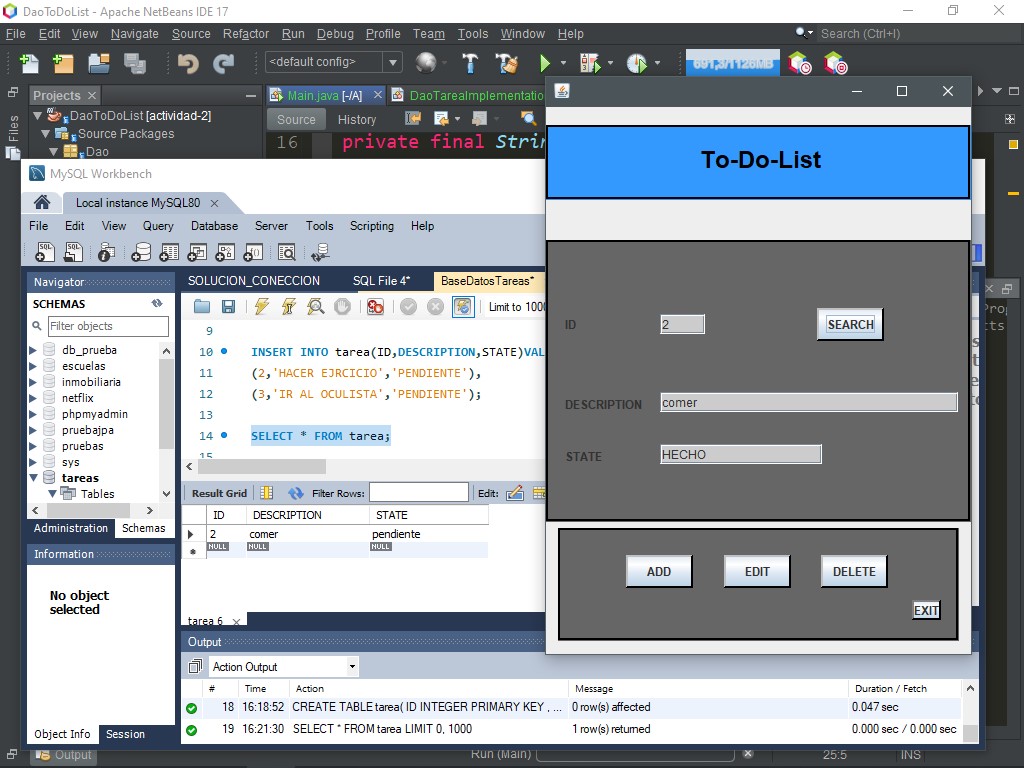 DaoToDoList - Apache NetBeans IDE 17
File Edit View Navigate Source Refactor Run Debug Profile Team Tools Window Help
Search (Ctrl+I)
<default config>
691,3/1126MB
Projects
Files
DaoToDoList [actividad-2]
Source Packages
Dao
Main.java [-/A]
DaoTareaImplementatio
Source History
16 private final Strin
MySQL Workbench
Local instance MySQL80
File Edit View Query Database Server Tools Scripting Help
Navigator
SCHEMAS
Filter objects
db_prueba
escuelas
inmobiliaria
netflix
phpmyadmin
pruebajpa
pruebas
sys
tareas
Tables
Administration Schemas
Information
No object
selected
Object Info Session
SOLUCION_CONECCION SQL File 4* BaseDatosTareas*
Limit to 1000
9
10 INSERT INTO tarea(ID,DESCRIPTION,STATE)VAL
11 (2,'HACER EJRCICIO','PENDIENTE'),
12 (3,'IR AL OCULISTA','PENDIENTE');
13
14 SELECT * FROM tarea;
15
Result Grid Filter Rows: Edit:
ID DESCRIPTION STATE
2 comer pendiente
NULL NULL NULL
tarea 6
Output
Action Output
# Time Action Message Duration / Fetch
18 16:18:52 CREATE TABLE tarea( ID INTEGER PRIMARY KEY , ... 0 row(s) affected 0.047 sec
19 16:21:30 SELECT * FROM tarea LIMIT 0, 1000 1 row(s) returned 0.000 sec / 0.000 sec
To-Do-List
ID 2 SEARCH
DESCRIPTION comer
STATE HECHO
ADD EDIT DELETE
EXIT
Output
Run (Main)
25:5 INS